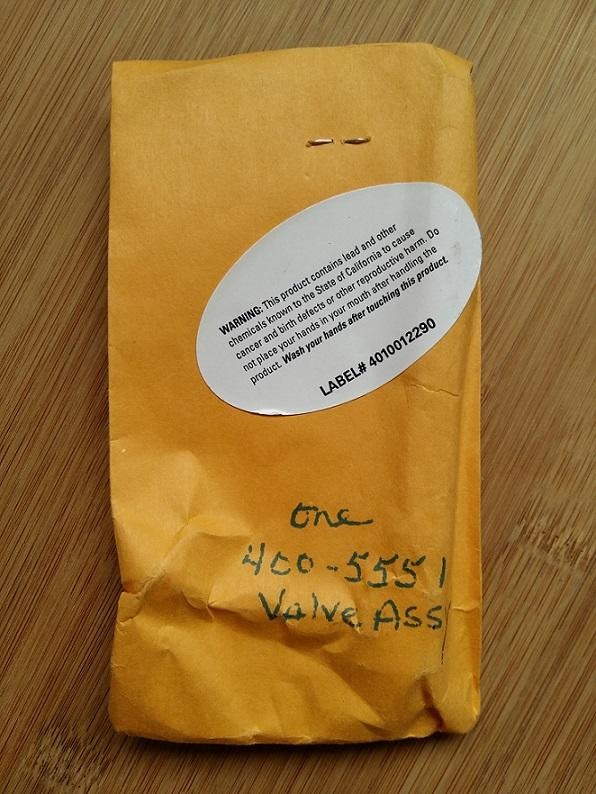 WARNING: This product contains lead and other
chemicals known to the State of California to cause
cancer and birth defects or other reproductive harm. Do
not place your hands in your mouth after handling the
product. Wash your hands after touching this product.
LABEL# 4010012290
One
400-5551
Valve Ass